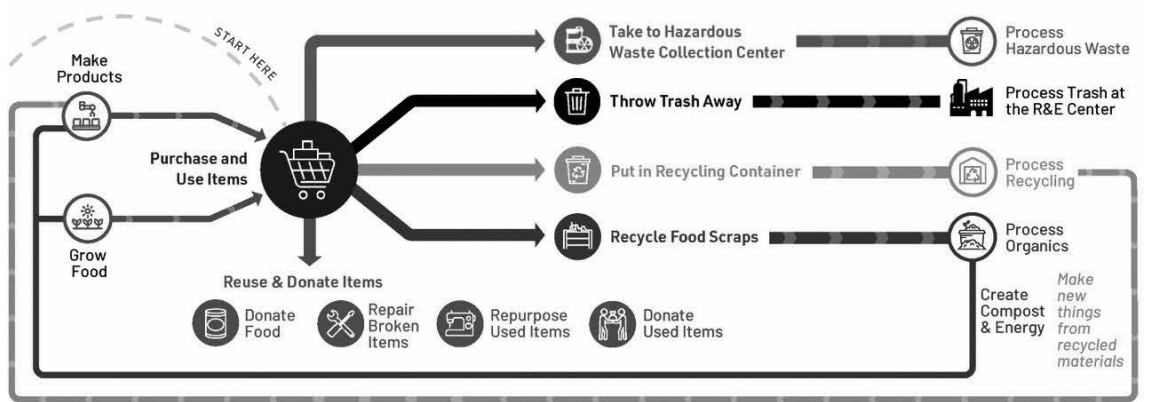 START HERE
Make
Products
Purchase and
Use Items
Grow
Food
Take to Hazardous
Waste Collection Center
Process
Hazardous Waste
Throw Trash Away
Process Trash at
the R&E Center
Put in Recycling Container
Process
Recycling
Recycle Food Scraps
Process
Organics
Reuse & Donate Items
Donate
Food
Repair
Broken
Items
Repurpose
Used Items
Donate
Used Items
Create
Compost
& Energy
Make
new
things
from
recycled
materials